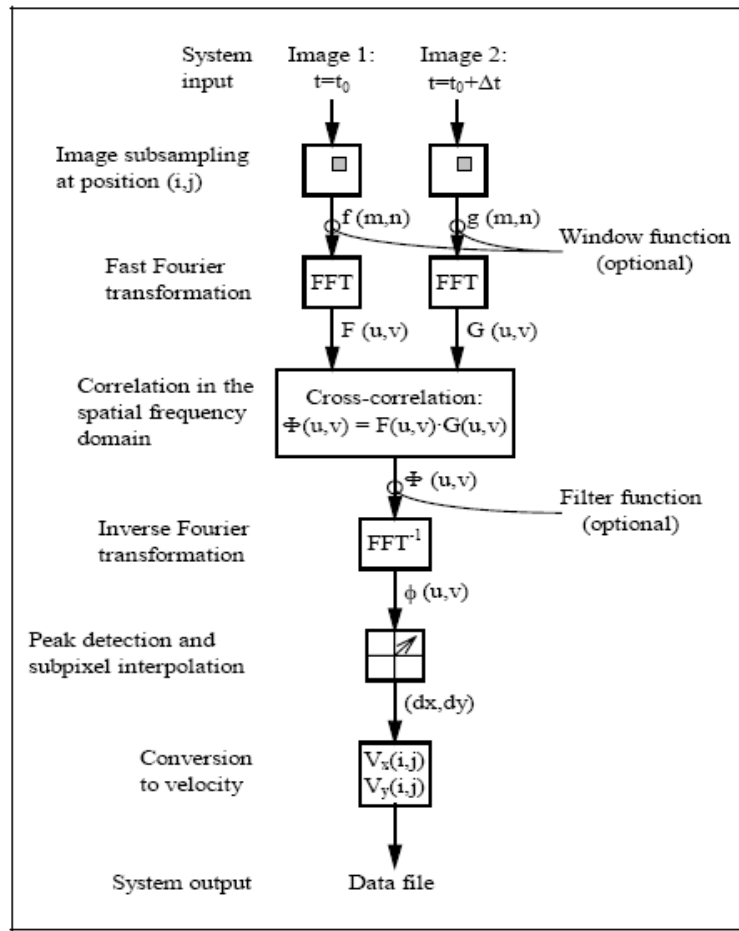 System
input
Image 1:
t=t₀
Image 2:
t=t₀+Δt
Image subsampling
at position (i,j)
f (m,n)
g (m,n)
Window function
(optional)
Fast Fourier
transformation
FFT
FFT
F (u,v)
G (u,v)
Correlation in the
spatial frequency
domain
Cross-correlation:
Φ(u,v) = F(u,v)·G(u,v)
Φ (u,v)
Filter function
(optional)
Inverse Fourier
transformation
FFT⁻¹
ϕ (u,v)
Peak detection and
subpixel interpolation
(dx,dy)
Conversion
to velocity
Vₓ(i,j)
Vᵧ(i,j)
System output
Data file